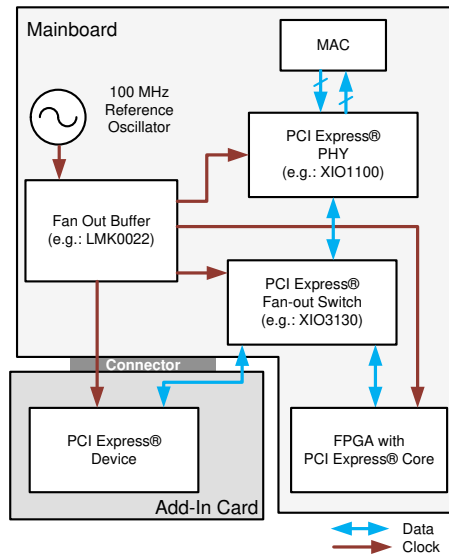 Mainboard
MAC
100 MHz
Reference
Oscillator
PCI Express®
PHY
(e.g.: XIO1100)
Fan Out Buffer
(e.g.: LMK0022)
PCI Express®
Fan-out Switch
(e.g.: XIO3130)
Connector
PCI Express®
Device
FPGA with
PCI Express® Core
Add-In Card
Data
Clock